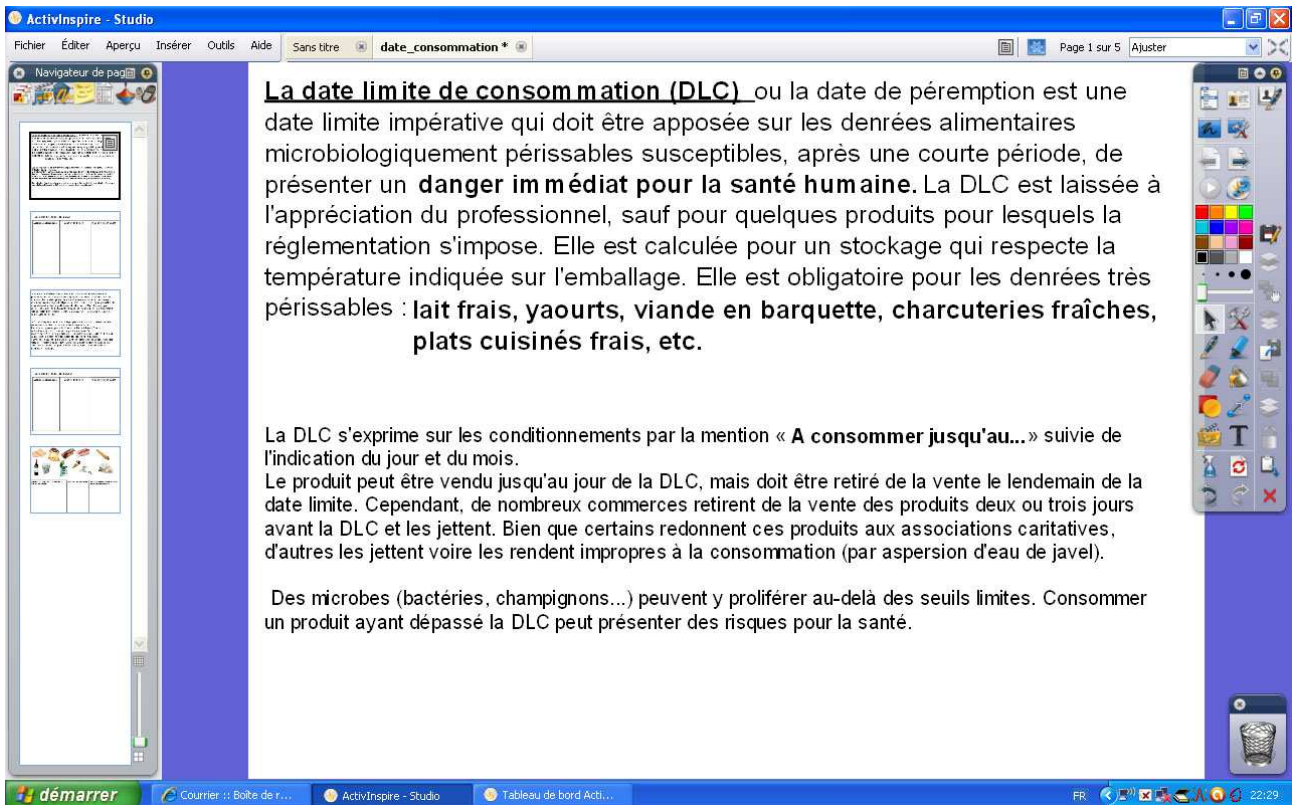 ActivInspire - Studio
Fichier Éditer Aperçu Insérer Outils Aide
Sans titre
date_consommation *
Page 1 sur 5
Ajuster
Navigateur de pag
La date limite de consommation (DLC) ou la date de péremption est une
date limite impérative qui doit être apposée sur les denrées alimentaires
microbiologiquement périssables susceptibles, après une courte période, de
présenter un danger immédiat pour la santé humaine. La DLC est laissée à
l'appréciation du professionnel, sauf pour quelques produits pour lesquels la
réglementation s'impose. Elle est calculée pour un stockage qui respecte la
température indiquée sur l'emballage. Elle est obligatoire pour les denrées très
périssables : lait frais, yaourts, viande en barquette, charcuteries fraîches,
plats cuisinés frais, etc.
La DLC s'exprime sur les conditionnements par la mention « A consommer jusqu'au... » suivie de
l'indication du jour et du mois.
Le produit peut être vendu jusqu'au jour de la DLC, mais doit être retiré de la vente le lendemain de la
date limite. Cependant, de nombreux commerces retirent de la vente des produits deux ou trois jours
avant la DLC et les jettent. Bien que certains redonnent ces produits aux associations caritatives,
d'autres les jettent voire les rendent impropres à la consommation (par aspersion d'eau de javel).
Des microbes (bactéries, champignons...) peuvent y proliférer au-delà des seuils limites. Consommer
un produit ayant dépassé la DLC peut présenter des risques pour la santé.
démarrer
Courrier :: Boîte de r...
ActivInspire - Studio
Tableau de bord Acti...
FR
22:29